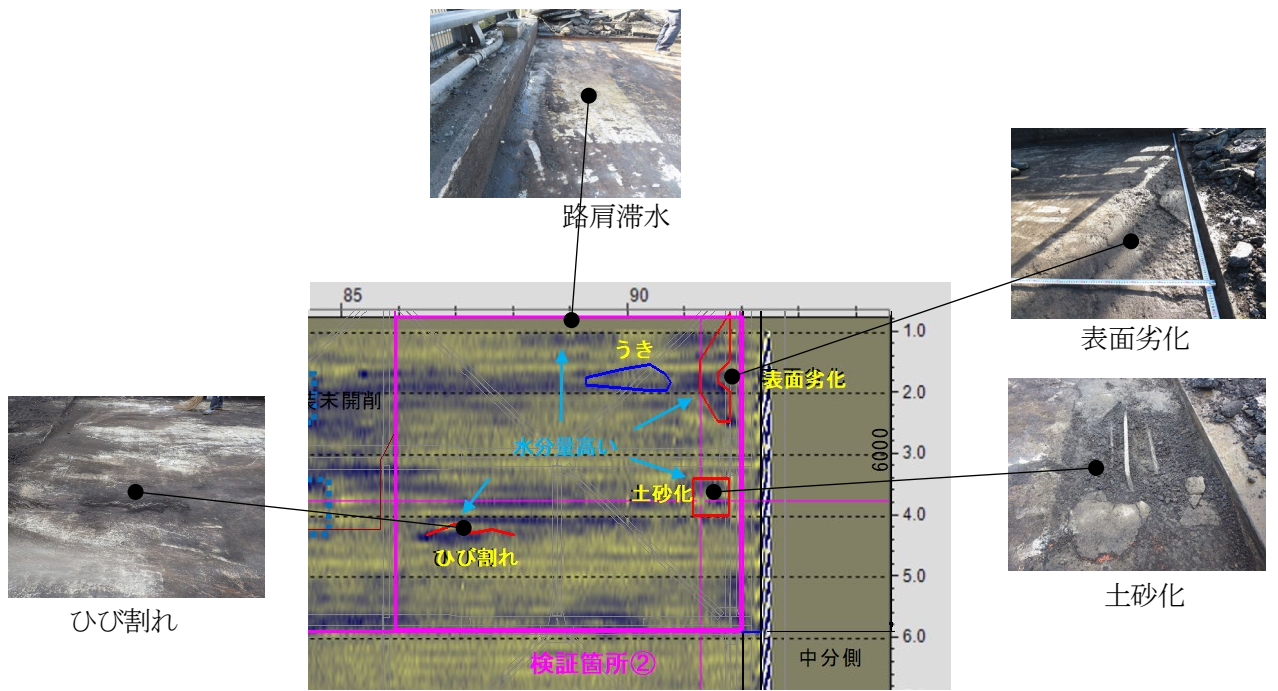 路肩滞水
表面劣化
土砂化
ひび割れ
85
90
1.0
2.0
3.0
4.0
5.0
6.0
6000
うき
表面劣化
未開削
水分量高い
土砂化
ひび割れ
検証箇所②
中分側